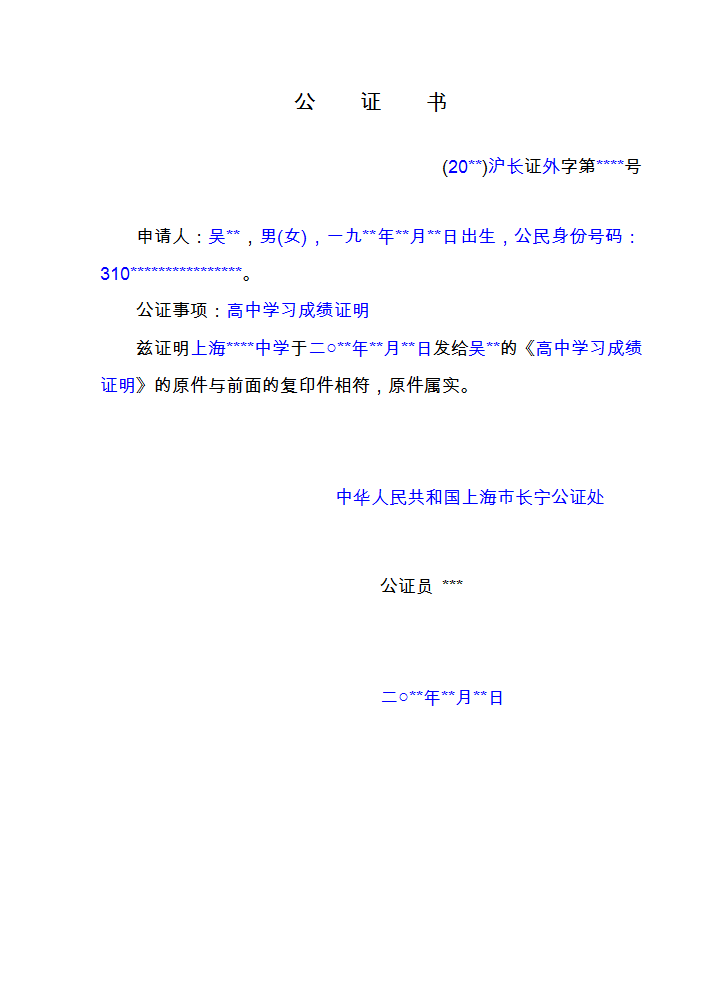 公 证 书
(20**)沪长证外字第****号
申请人：吴**，男(女)，一九**年**月**日出生，公民身份号码：
310****************。
公证事项：高中学习成绩证明
兹证明上海****中学于二○**年**月**日发给吴**的《高中学习成绩
证明》的原件与前面的复印件相符，原件属实。
中华人民共和国上海市长宁公证处
公证员 ***
二○**年**月**日